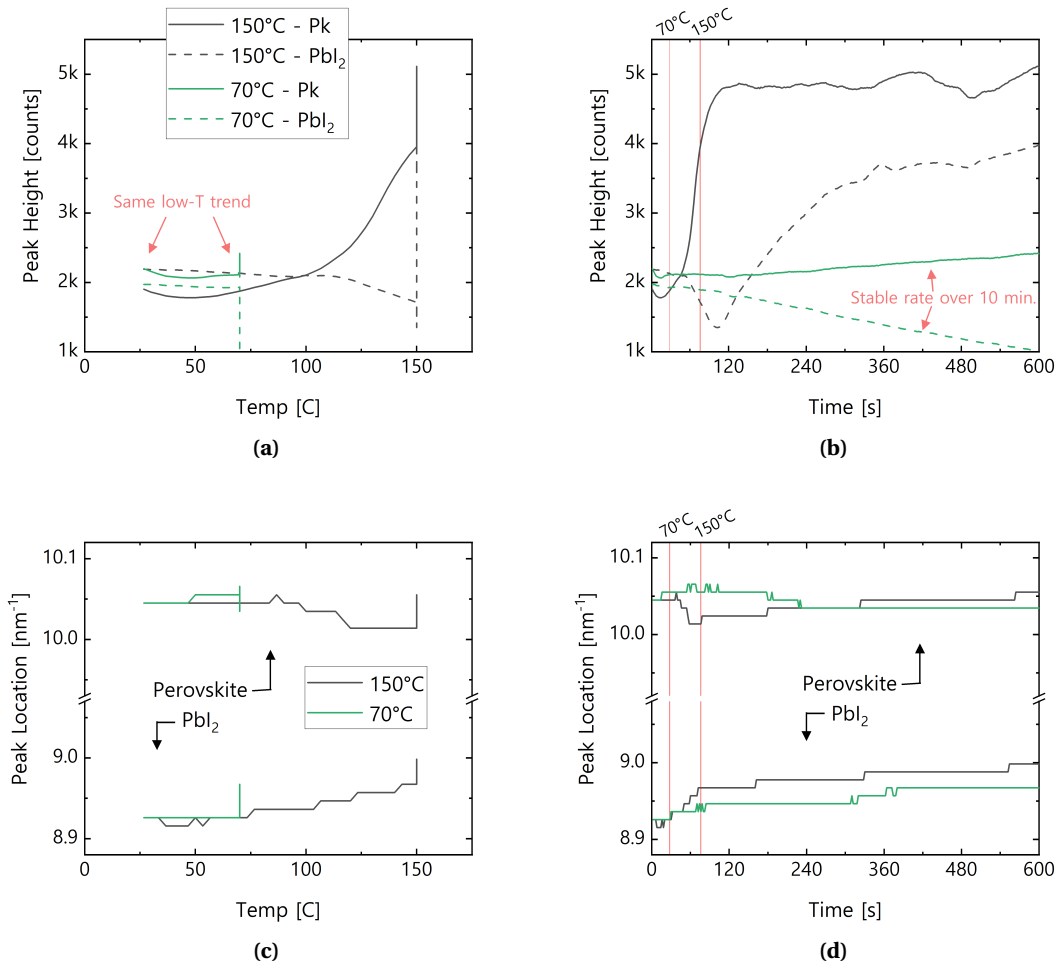 150°C - Pk
150°C - PbI₂
70°C - Pk
70°C - PbI₂
5k
4k
3k
2k
1k
Peak Height [counts]
Same low-T trend
0
50
100
150
Temp [C]
(a)
70°C
150°C
5k
4k
3k
2k
1k
Peak Height [counts]
Stable rate over 10 min.
0
120
240
360
480
600
Time [s]
(b)
10.1
10.0
9.0
8.9
Peak Location [nm⁻¹]
Perovskite
PbI₂
150°C
70°C
0
50
100
150
Temp [C]
(c)
70°C
150°C
10.1
10.0
9.0
8.9
Peak Location [nm⁻¹]
Perovskite
PbI₂
0
120
240
360
480
600
Time [s]
(d)